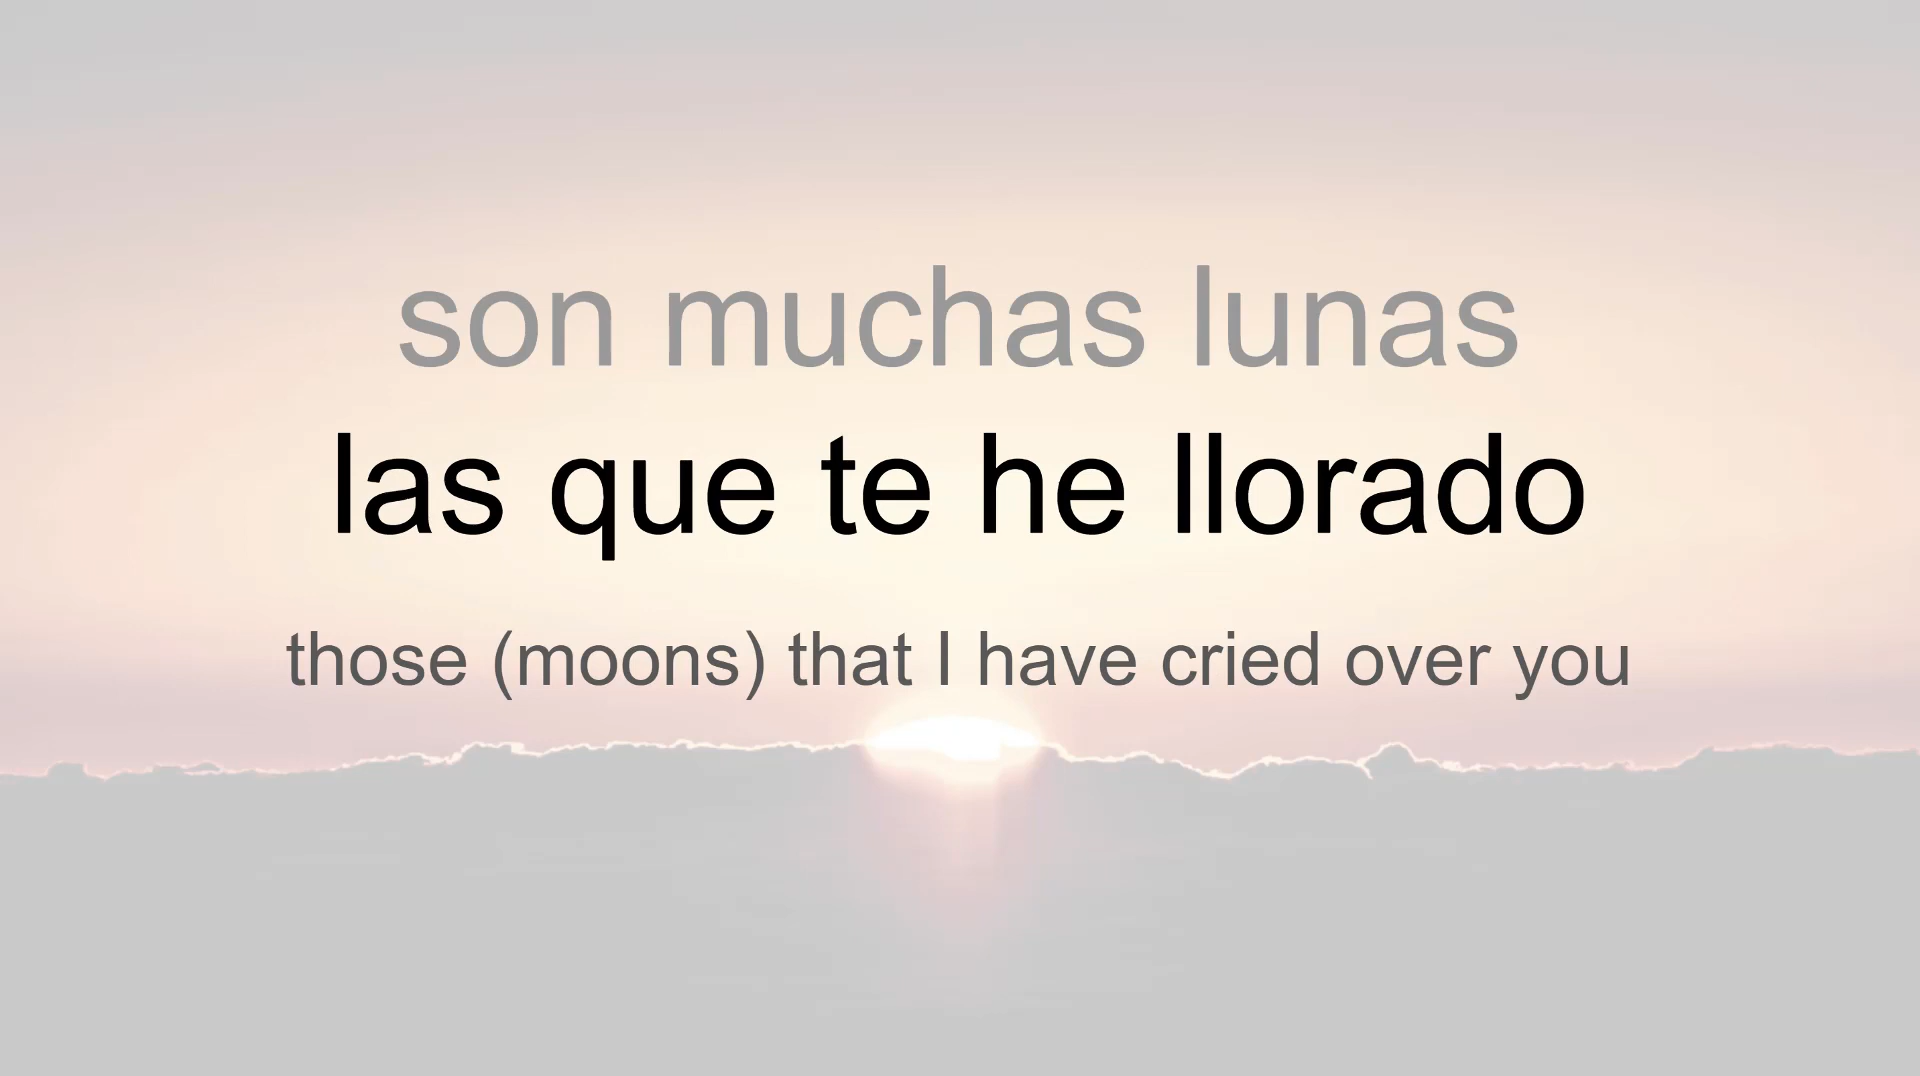 son muchas lunas
las que te he llorado
those (moons) that I have cried over you